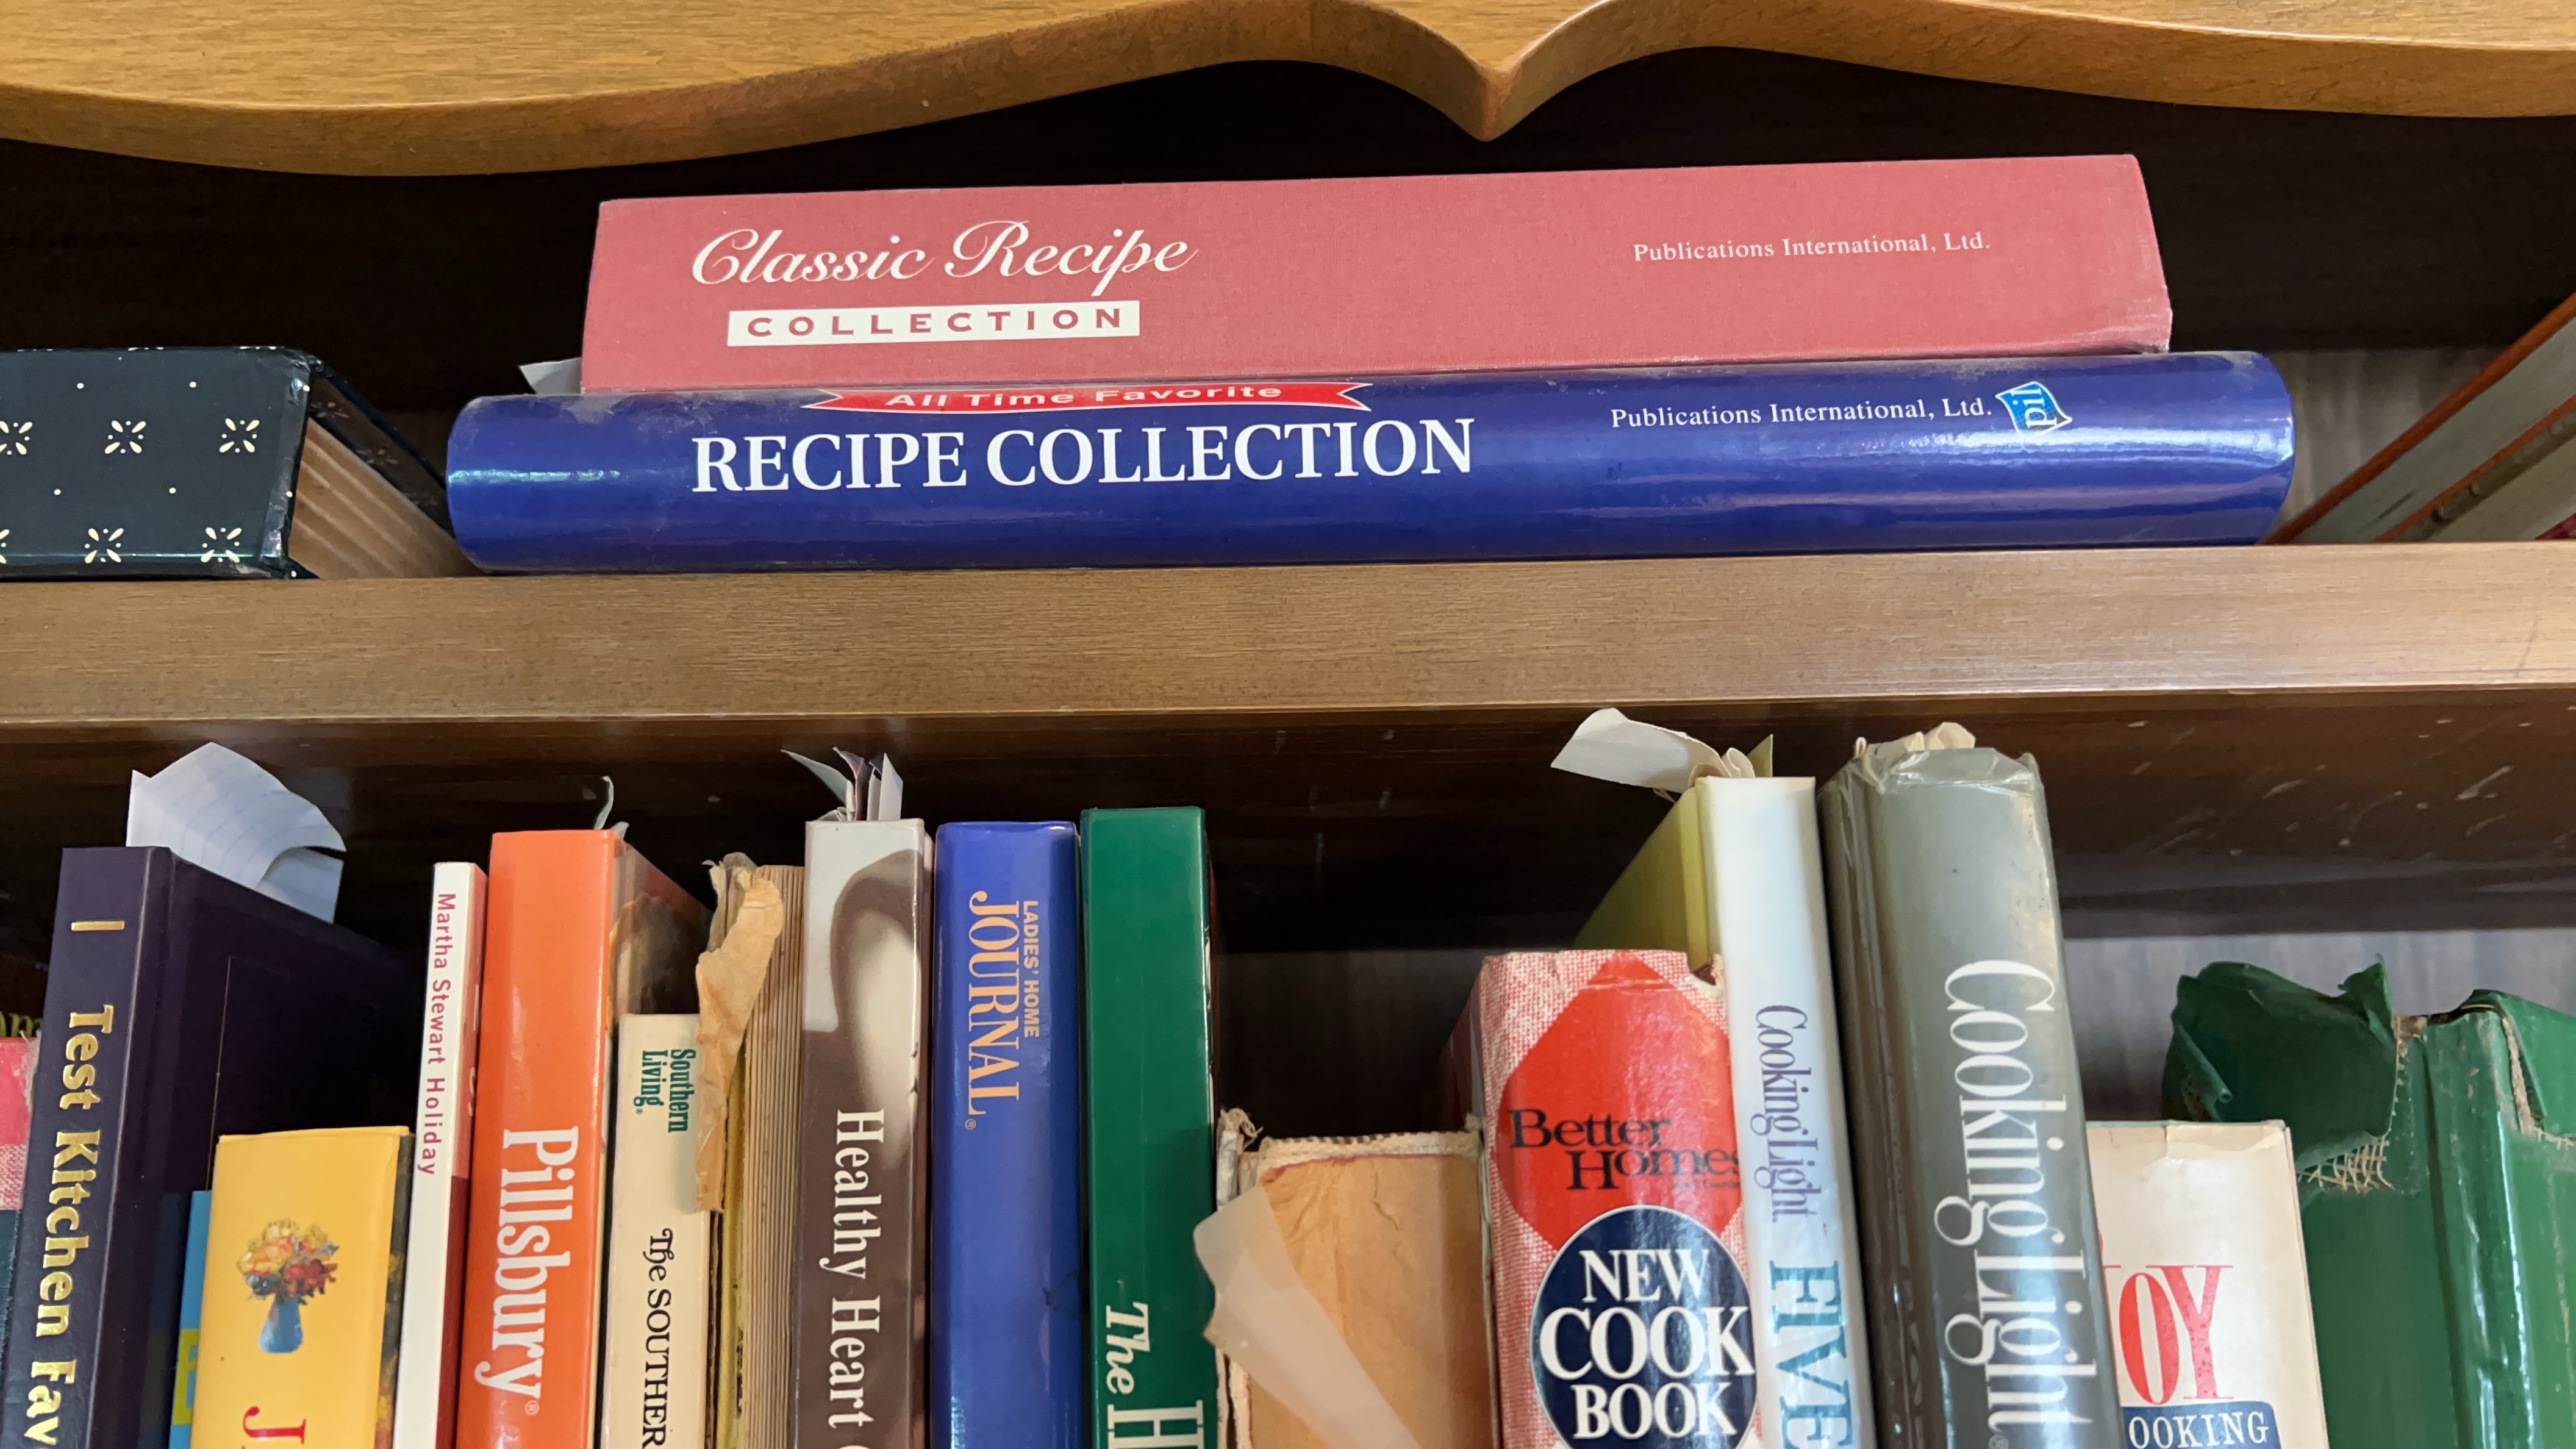 Classic Recipe
COLLECTION
Publications International, Ltd.
All Time Favorite
RECIPE COLLECTION
Publications International, Ltd.
pil
Test Kitchen Fav
J
Martha Stewart Holiday
Pillsbury®
Southern
Living®
The SOUTHER
Healthy Heart
LADIES' HOME
JOURNAL®
The H
Better
Homes
NEW
COOK
BOOK
Cooking Light
FIVE
Cooking Light®
OY
OOKING